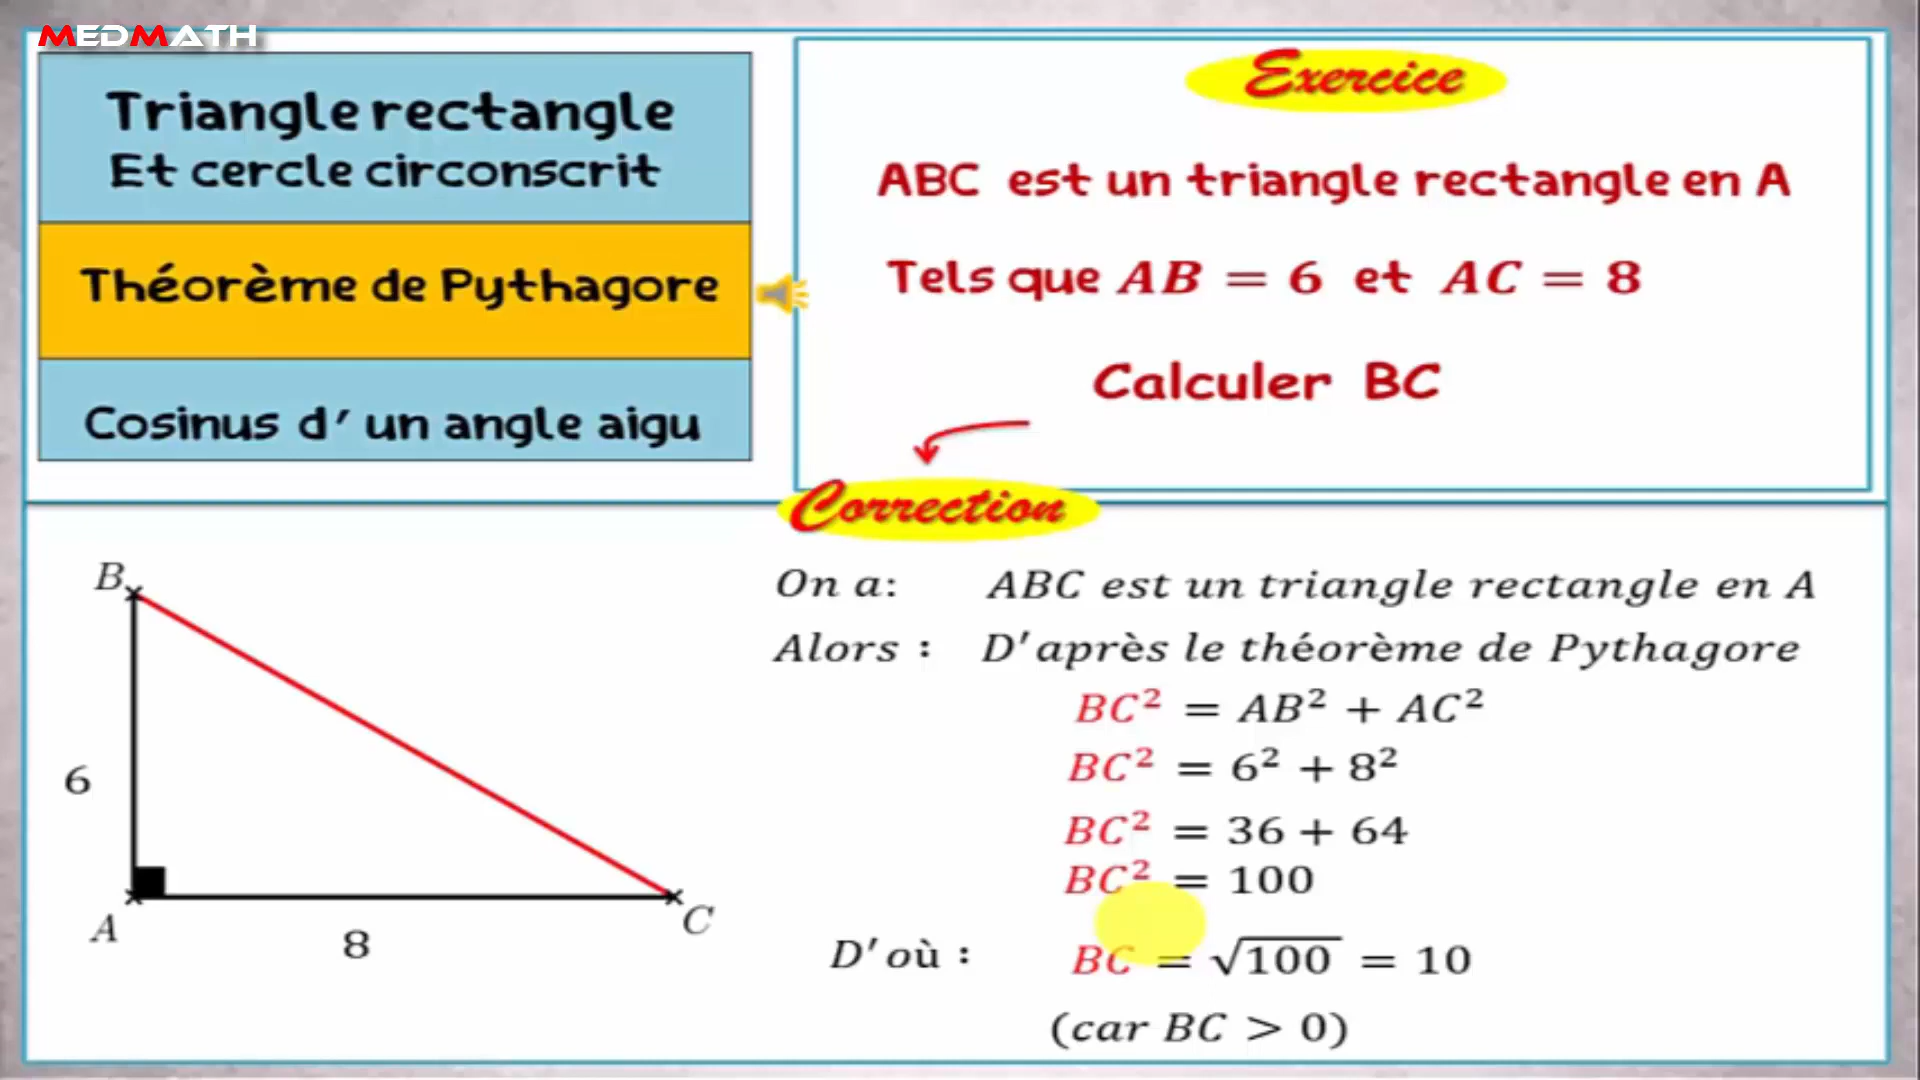 MEDMATH
Triangle rectangle
Et cercle circonscrit
Théorème de Pythagore
Cosinus d' un angle aigu
Exercice
ABC est un triangle rectangle en A
Tels que AB = 6 et AC = 8
Calculer BC
Correction
B
6
A
8
C
On a: ABC est un triangle rectangle en A
Alors : D'après le théorème de Pythagore
BC² = AB² + AC²
BC² = 6² + 8²
BC² = 36 + 64
BC² = 100
D'où : BC = √100 = 10
(car BC > 0)